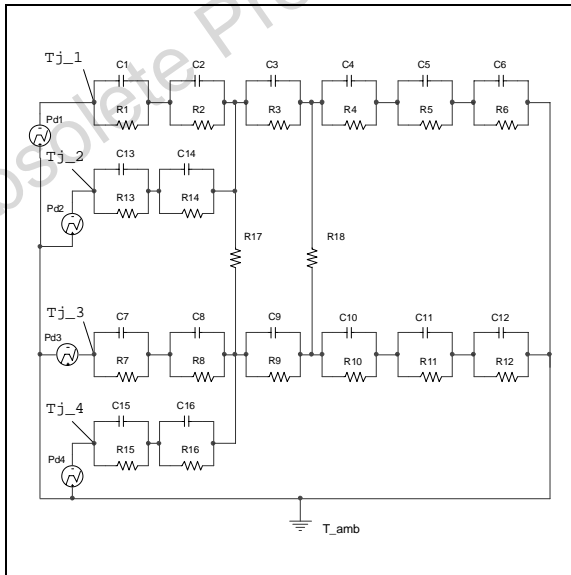 Obsolete Pro
Tj_1
C1 C2 C3 C4 C5 C6
R1 R2 R3 R4 R5 R6
Pd1
Tj_2
C13 C14
R13 R14
Pd2
R17 R18
Tj_3
C7 C8 C9 C10 C11 C12
Pd3
R7 R8 R9 R10 R11 R12
Tj_4
C15 C16
R15 R16
Pd4
T_amb